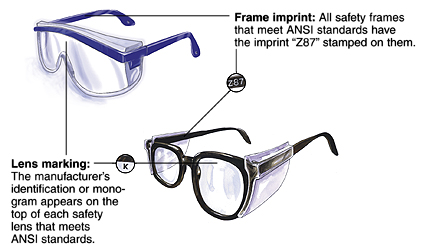 Frame imprint: All safety frames
that meet ANSI standards have
the imprint "Z87" stamped on them.
Z87
K
Lens marking:
The manufacturer's
identification or mono-
gram appears on the
top of each safety
lens that meets
ANSI standards.